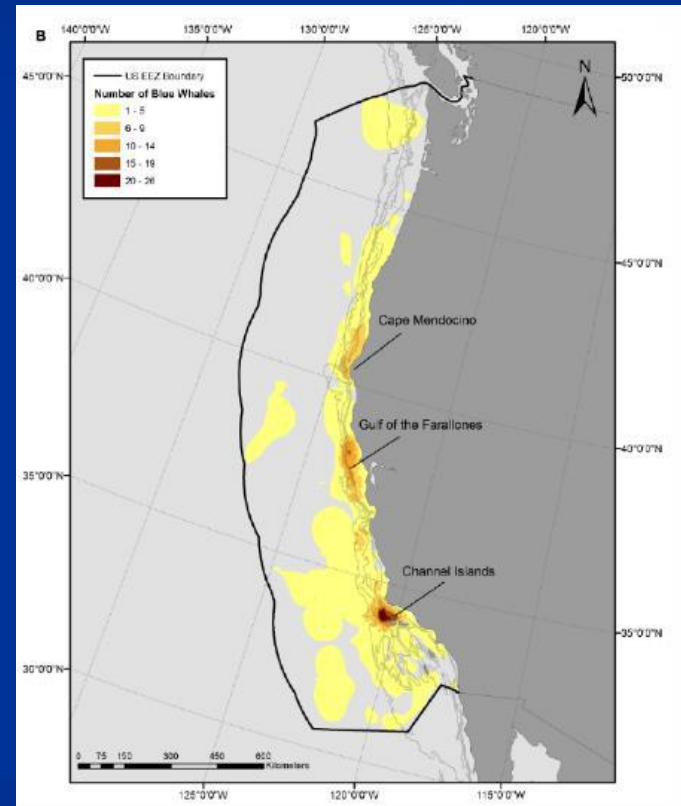 B
140°0'0"W 135°0'0"W 130°0'0"W 125°0'0"W 120°0'0"W
45°0'0"N
50°0'0"N
US EEZ Boundary
Number of Blue Whales
1 - 5
6 - 9
10 - 14
15 - 19
20 - 26
N
40°0'0"N
45°0'0"N
Cape Mendocino
Gulf of the Farallones
35°0'0"N
40°0'0"N
Channel Islands
30°0'0"N
35°0'0"N
0 75 150 300 450 600
Kilometers
125°0'0"W 120°0'0"W 115°0'0"W